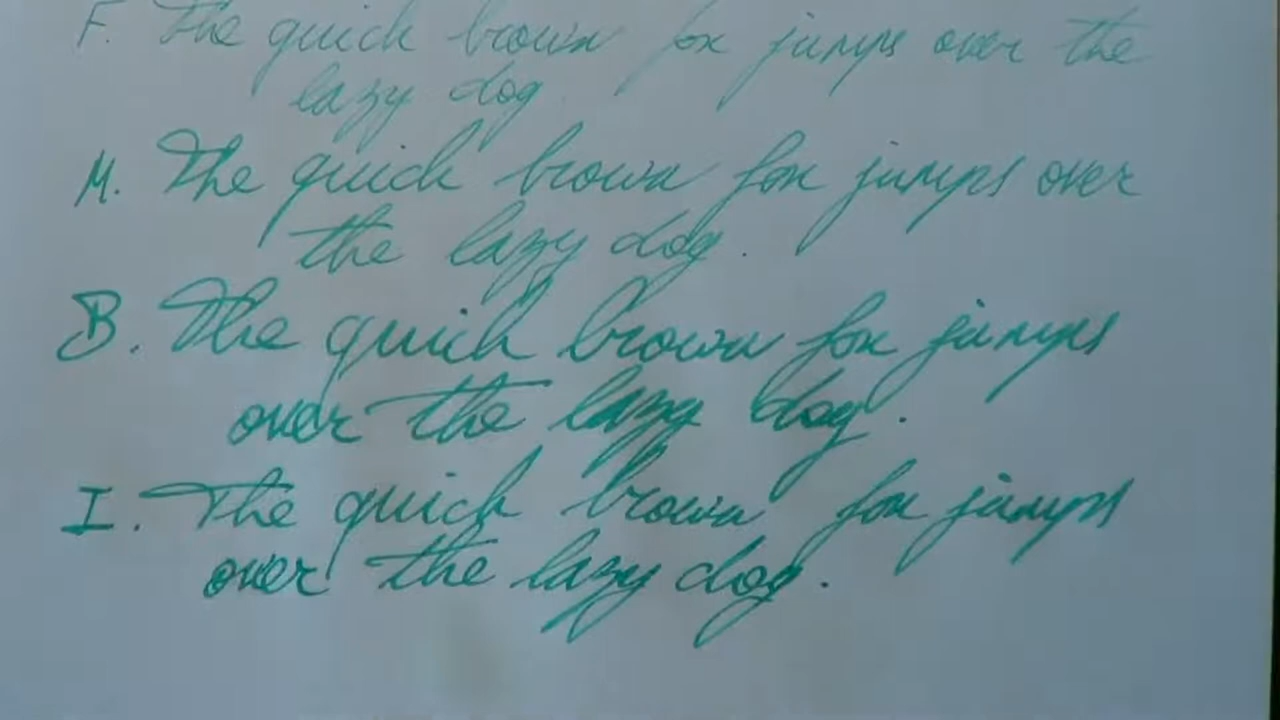 F. The quick brown fox jumps over the
lazy dog.
M. The quick brown fox jumps over
the lazy dog.
B. The quick brown fox jumps
over the lazy dog.
I. The quick brown fox jumps
over the lazy dog.